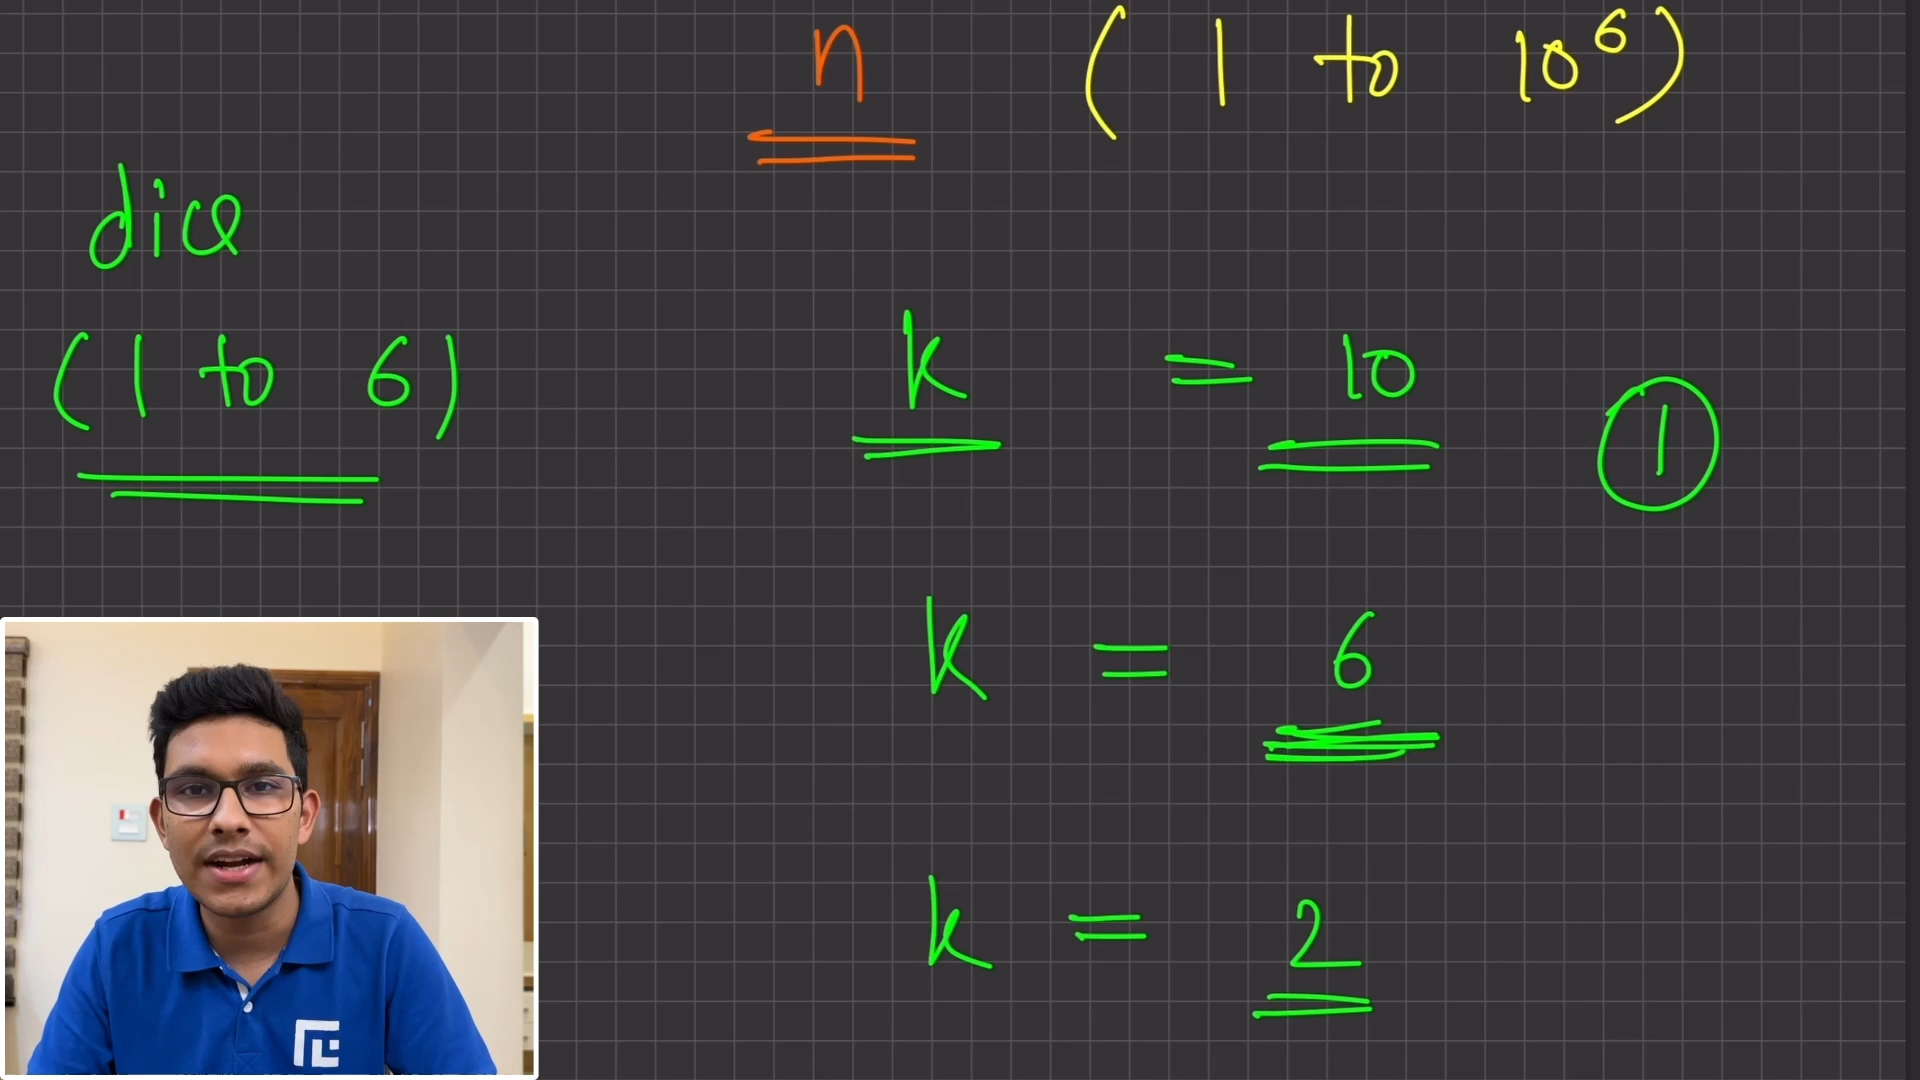 n ( 1 to 10⁶ )
dice
( 1 to 6 )
k = 10 1
k = 6
k = 2